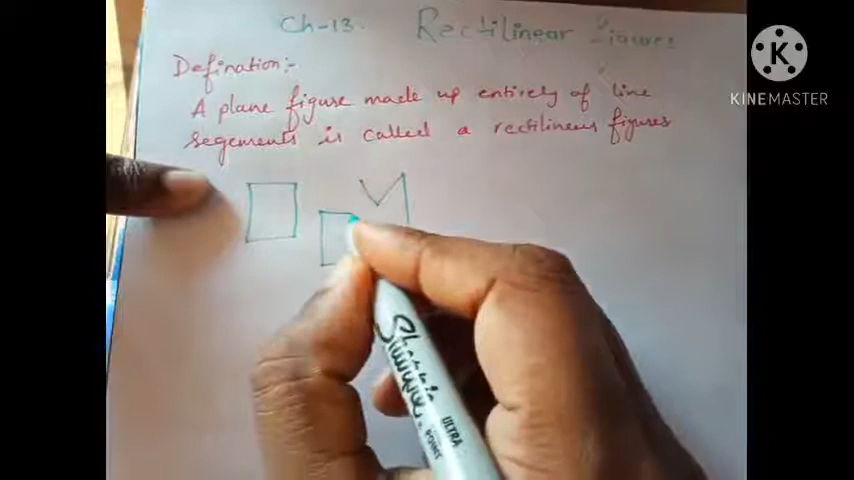 Ch-13. Rectilinear Figures
Defination:-
A plane figure made up entirely of line
segements is called a rectilineus figures
K
KINEMASTER
Sharpie
ULTRA